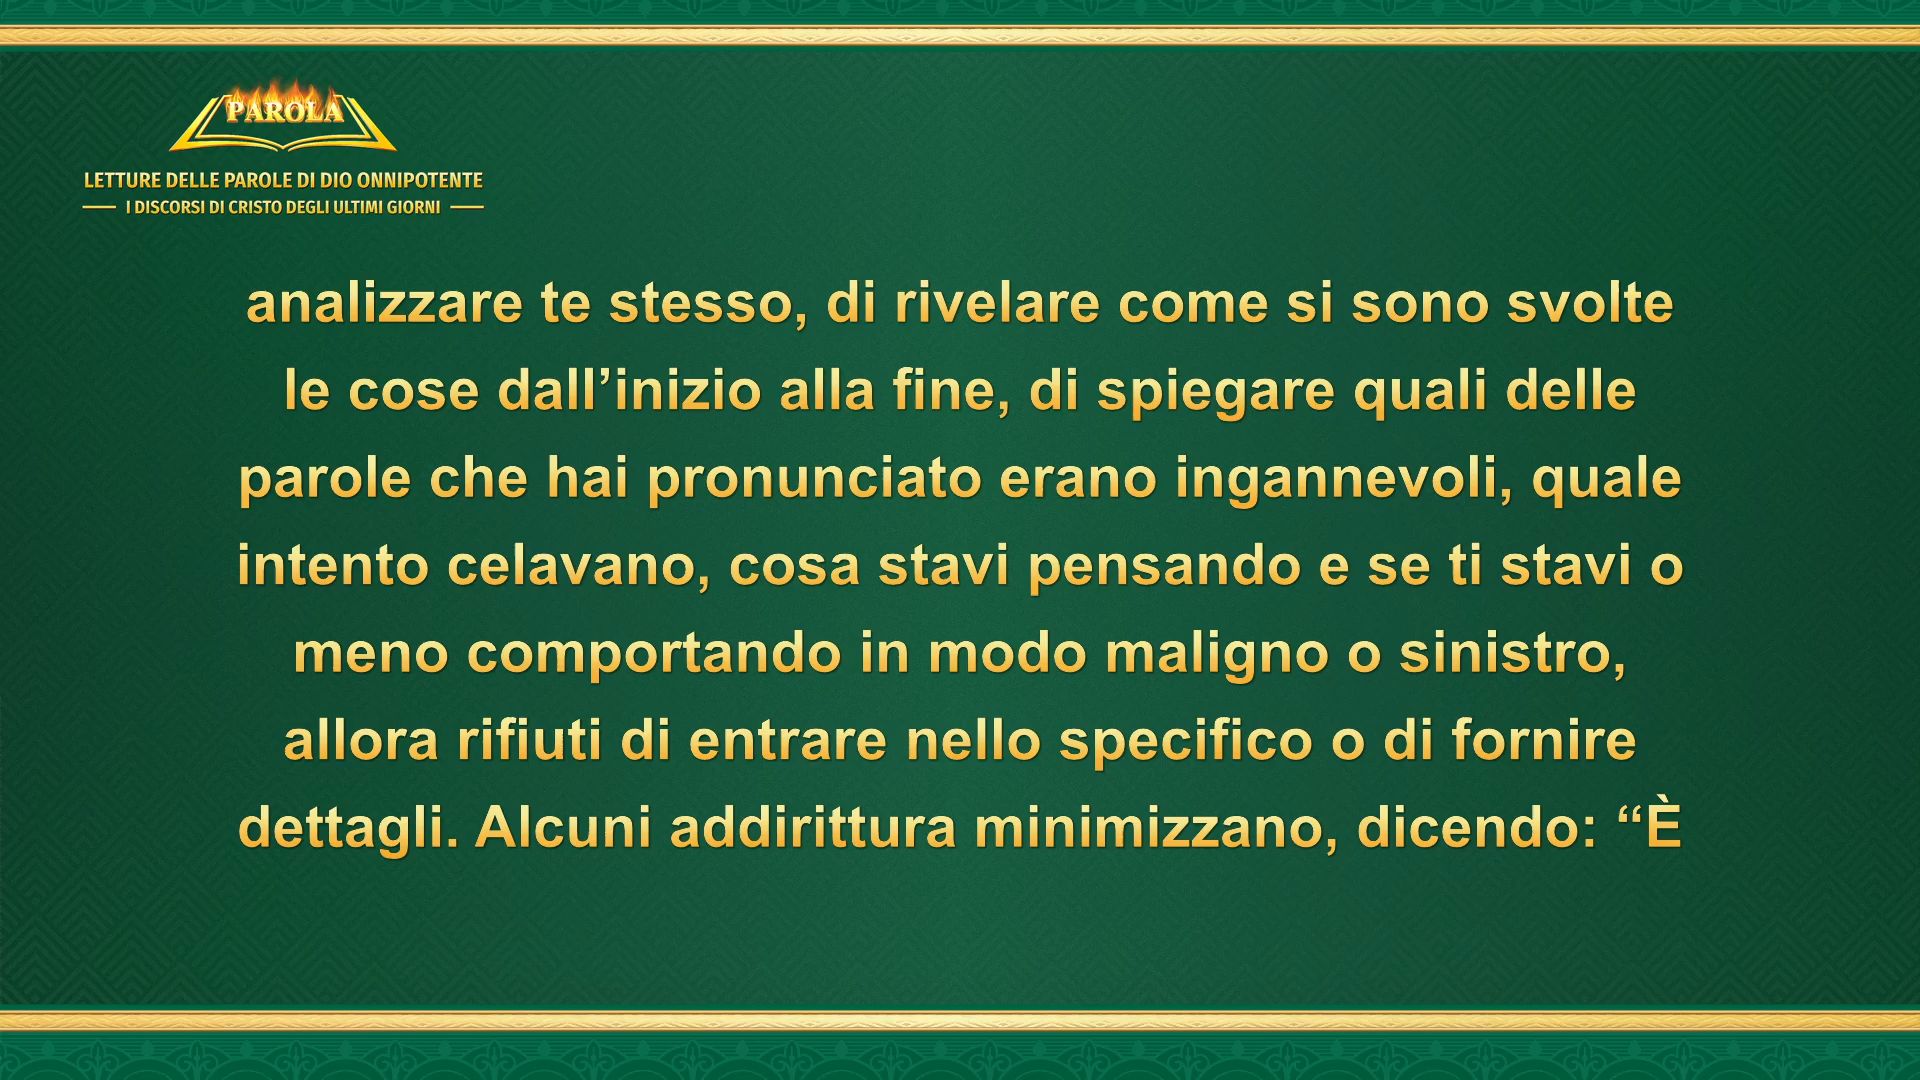 PAROLA
LETTURE DELLE PAROLE DI DIO ONNIPOTENTE
I DISCORSI DI CRISTO DEGLI ULTIMI GIORNI
analizzare te stesso, di rivelare come si sono svolte
le cose dall’inizio alla fine, di spiegare quali delle
parole che hai pronunciato erano ingannevoli, quale
intento celavano, cosa stavi pensando e se ti stavi o
meno comportando in modo maligno o sinistro,
allora rifiuti di entrare nello specifico o di fornire
dettagli. Alcuni addirittura minimizzano, dicendo: “È